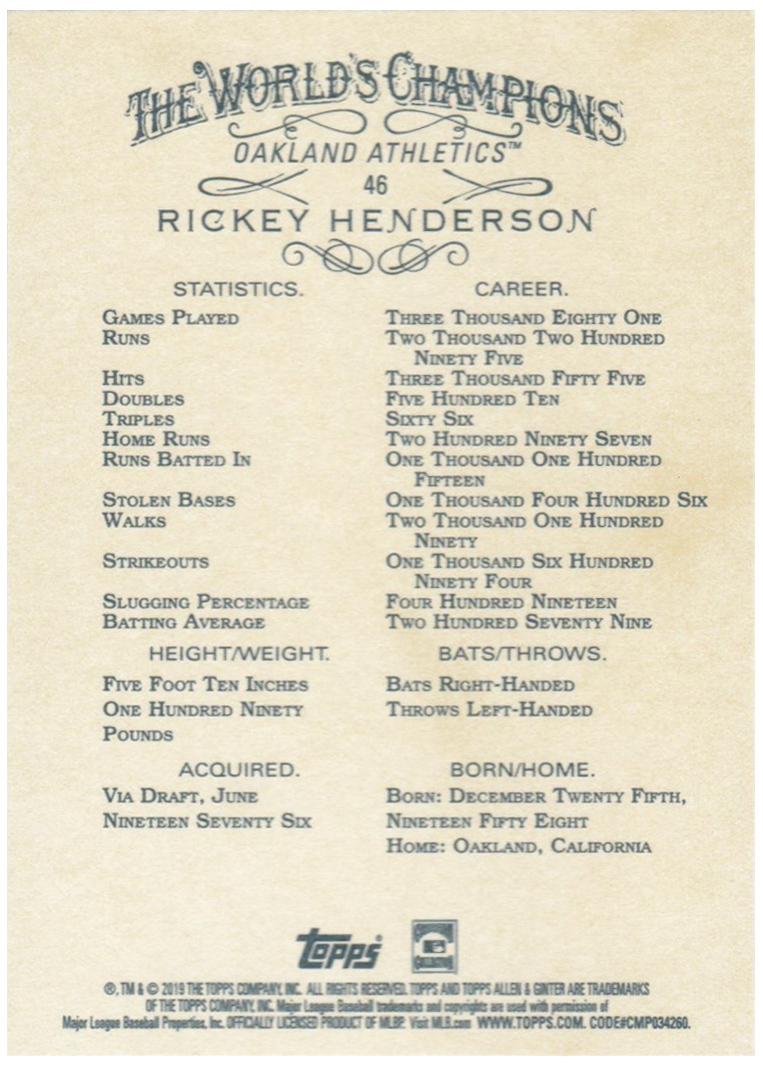 THE WORLD'S CHAMPIONS
OAKLAND ATHLETICS™
46
RICKEY HENDERSON
STATISTICS. CAREER.
GAMES PLAYED THREE THOUSAND EIGHTY ONE
RUNS TWO THOUSAND TWO HUNDRED
NINETY FIVE
HITS THREE THOUSAND FIFTY FIVE
DOUBLES FIVE HUNDRED TEN
TRIPLES SIXTY SIX
HOME RUNS TWO HUNDRED NINETY SEVEN
RUNS BATTED IN ONE THOUSAND ONE HUNDRED
FIFTEEN
STOLEN BASES ONE THOUSAND FOUR HUNDRED SIX
WALKS TWO THOUSAND ONE HUNDRED
NINETY
STRIKEOUTS ONE THOUSAND SIX HUNDRED
NINETY FOUR
SLUGGING PERCENTAGE FOUR HUNDRED NINETEEN
BATTING AVERAGE TWO HUNDRED SEVENTY NINE
HEIGHT/WEIGHT. BATS/THROWS.
FIVE FOOT TEN INCHES BATS RIGHT-HANDED
ONE HUNDRED NINETY THROWS LEFT-HANDED
POUNDS
ACQUIRED. BORN/HOME.
VIA DRAFT, JUNE BORN: DECEMBER TWENTY FIFTH,
NINETEEN SEVENTY SIX NINETEEN FIFTY EIGHT
HOME: OAKLAND, CALIFORNIA
Topps®
®, TM & © 2019 THE TOPPS COMPANY, INC. ALL RIGHTS RESERVED. TOPPS AND TOPPS ALLEN & GINTER ARE TRADEMARKS
OF THE TOPPS COMPANY, INC. Major League Baseball trademarks and copyrights are used with permission of
Major League Baseball Properties, Inc. OFFICIALLY LICENSED PRODUCT OF MLBP. Visit MLB.com WWW.TOPPS.COM. CODE#CMP034260.